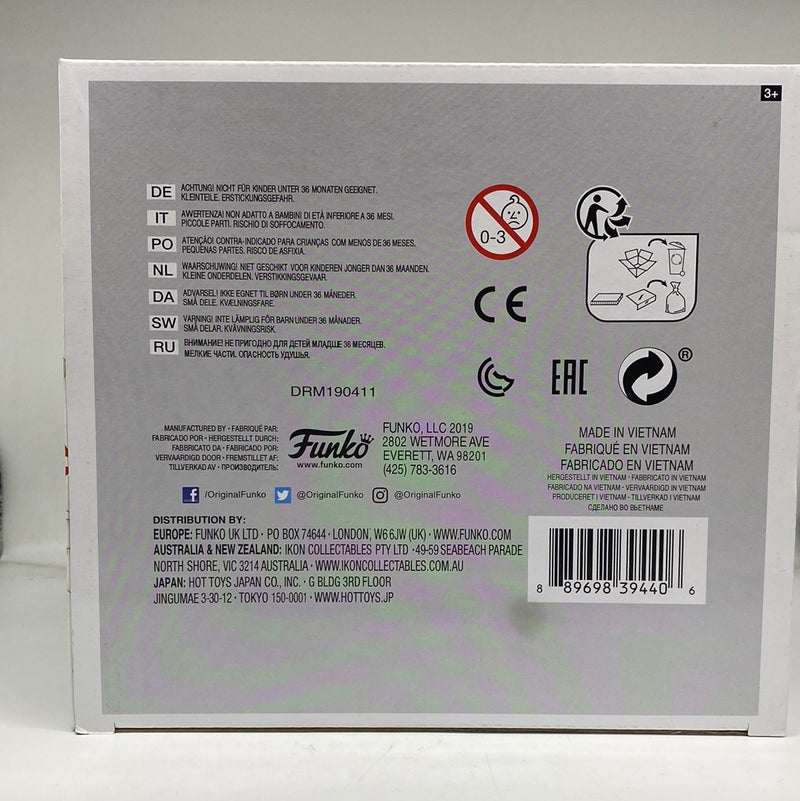 3+
DE ACHTUNG! NICHT FÜR KINDER UNTER 36 MONATEN GEEIGNET.
KLEINTEILE. ERSTICKUNGSGEFAHR.
IT AWERTENZA! NON ADATTO A BAMBINI DI ETÀ INFERIORE A 36 MESI.
PICCOLE PARTI. RISCHIO DI SOFFOCAMENTO.
PO ATENÇÃO! CONTRA-INDICADO PARA CRIANÇAS COM MENOS DE 36 MESES.
PEQUENAS PARTES. RISCO DE ASFIXIA.
NL WAARSCHUWING! NIET GESCHIKT VOOR KINDEREN JONGER DAN 36 MAANDEN.
KLEINE ONDERDELEN. VERSTIKKINGSGEVAAR.
DA ADVARSEL! IKKE EGNET TIL BØRN UNDER 36 MÅNEDER.
SMÅ DELE. KVÆLNINGSFARE.
SW VARNING! INTE LÄMPLIG FÖR BARN UNDER 36 MÅNADER.
SMÅ DELAR. KVÄVNINGSRISK.
RU ВНИМАНИЕ! НЕ ПРИГОДНО ДЛЯ ДЕТЕЙ МЛАДШЕ 36 МЕСЯЦЕВ.
МЕЛКИЕ ЧАСТИ. ОПАСНОСТЬ УДУШЬЯ.
0-3
CE
EAC
®
DRM190411
MANUFACTURED BY • FABRIQUÉ PAR:
FABRICADO POR • HERGESTELLT DURCH:
FABBRICATO DA • FABRICADO POR:
VERVAARDIGD DOOR • FREMSTILLET AF:
TILLVERKAD AV • ПРОИЗВОДИТЕЛЬ:
Funko
www.funko.com
FUNKO, LLC 2019
2802 WETMORE AVE
EVERETT, WA 98201
(425) 783-3616
/OriginalFunko @OriginalFunko @OriginalFunko
MADE IN VIETNAM
FABRIQUÉ EN VIETNAM
FABRICADO EN VIETNAM
HERGESTELLT IN VIETNAM • FABBRICATO IN VIETNAM
FABRICADO NA VIETNAM • VERVAARDIGD IN VIETNAM
PRODUCERET I VIETNAM • TILLVERKAD I VIETNAM
СДЕЛАНО ВО ВЬЕТНАМЕ
DISTRIBUTION BY:
EUROPE: FUNKO UK LTD • PO BOX 74644 • LONDON, W6 6JW (UK) • WWW.FUNKO.COM
AUSTRALIA & NEW ZEALAND: IKON COLLECTABLES PTY LTD • 49-59 SEABEACH PARADE
NORTH SHORE, VIC 3214 AUSTRALIA • WWW.IKONCOLLECTABLES.COM.AU
JAPAN: HOT TOYS JAPAN CO., INC. • G BLDG 3RD FLOOR
JINGUMAE 3-30-12 • TOKYO 150-0001 • WWW.HOTTOYS.JP
8 89698 39440 6